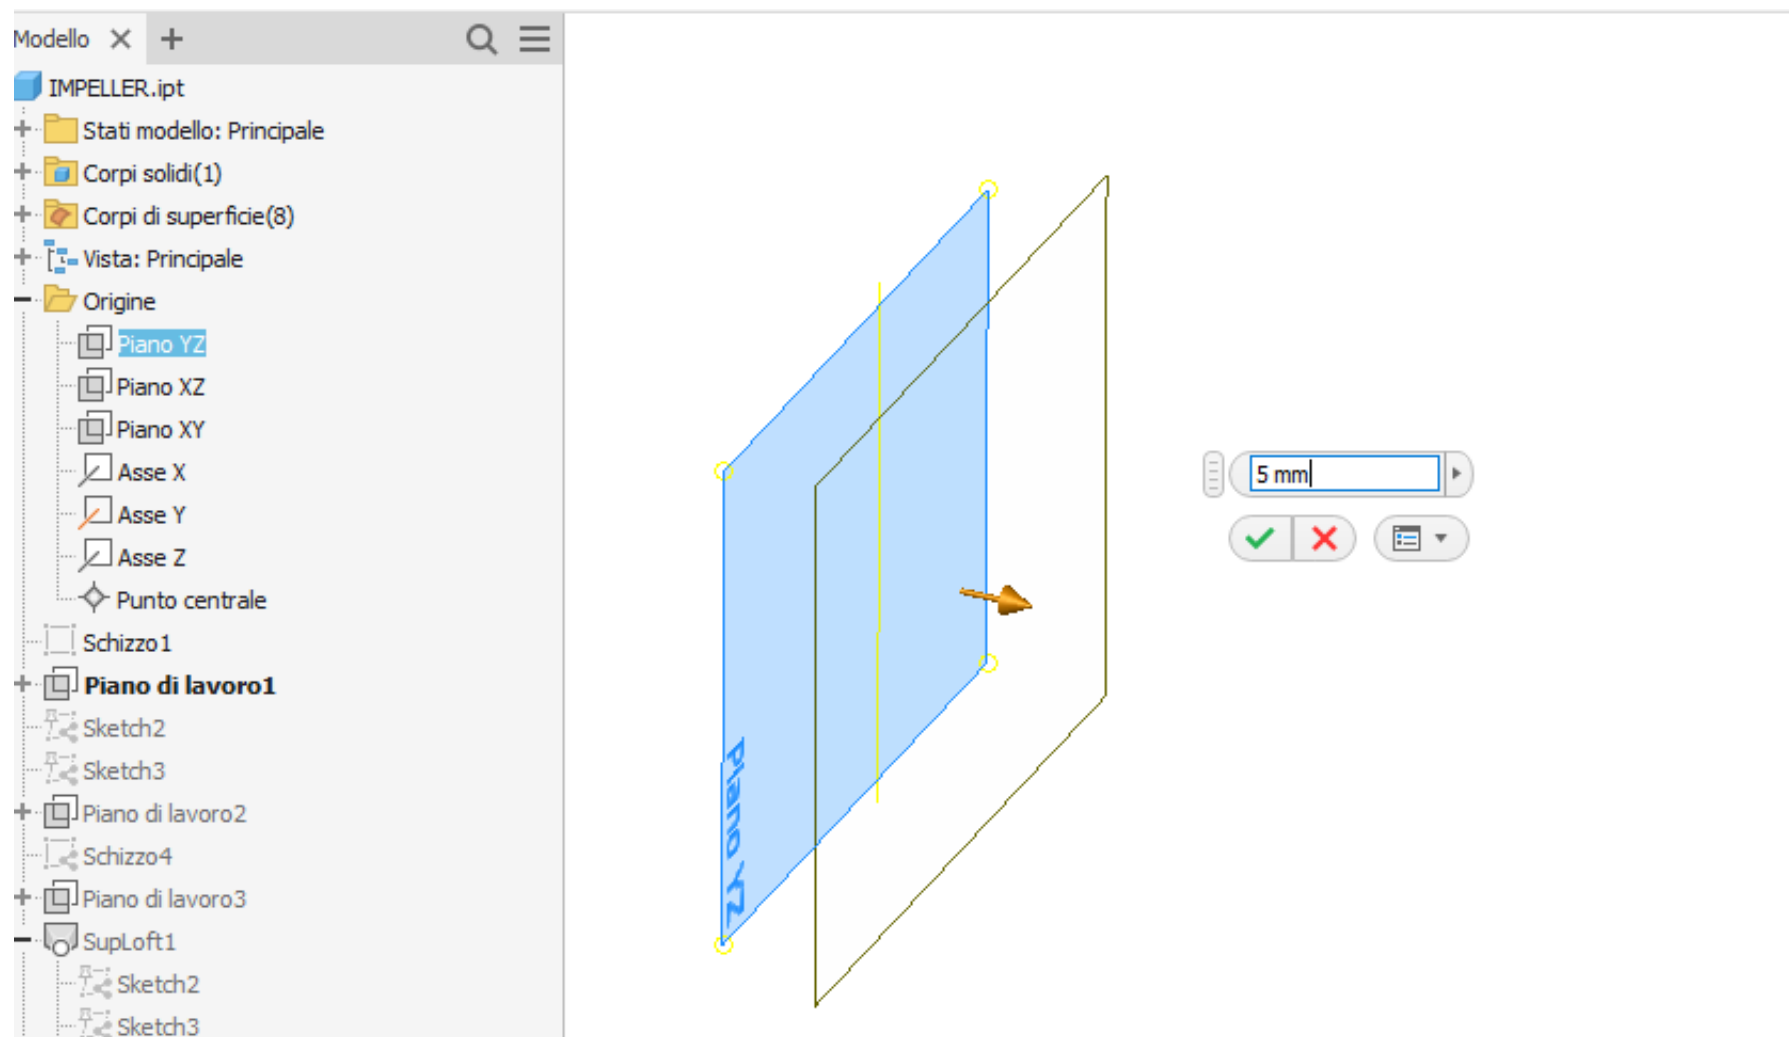 Modello
IMPELLER.ipt
Stati modello: Principale
Corpi solidi(1)
Corpi di superficie(8)
Vista: Principale
Origine
Piano YZ
Piano XZ
Piano XY
Asse X
Asse Y
Asse Z
Punto centrale
Schizzo1
Piano di lavoro1
Sketch2
Sketch3
Piano di lavoro2
Schizzo4
Piano di lavoro3
SupLoft1
Sketch2
Sketch3
Piano YZ
5 mm